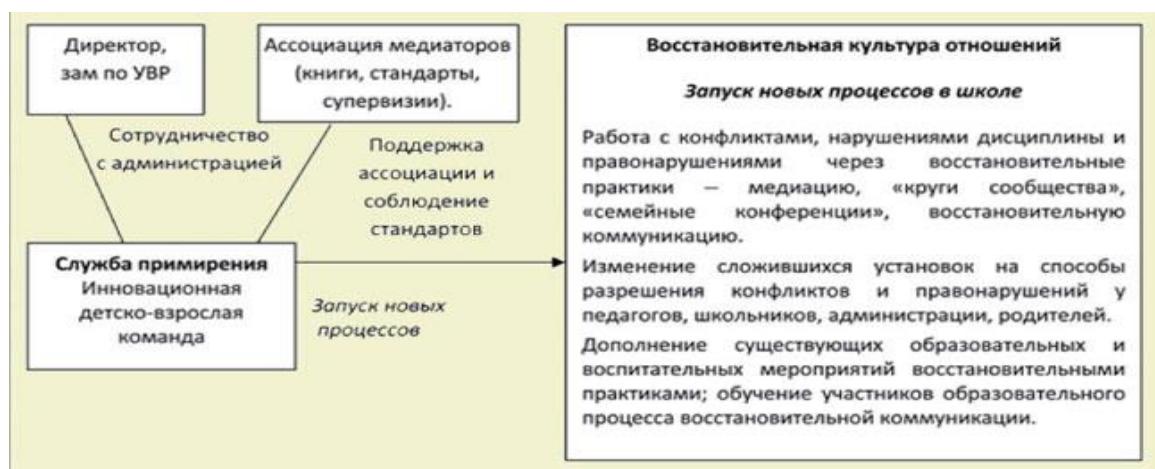 Директор,
зам по УВР
Ассоциация медиаторов
(книги, стандарты,
супервизии).
Сотрудничество
с администрацией
Поддержка
ассоциации и
соблюдение
стандартов
Служба примирения
Инновационная
детско-взрослая
команда
Запуск новых
процессов
Восстановительная культура отношений
Запуск новых процессов в школе
Работа с конфликтами, нарушениями дисциплины и
правонарушениями через восстановительные
практики – медиацию, «круги сообщества»,
«семейные конференции», восстановительную
коммуникацию.
Изменение сложившихся установок на способы
разрешения конфликтов и правонарушений у
педагогов, школьников, администрации, родителей.
Дополнение существующих образовательных и
воспитательных мероприятий восстановительными
практиками; обучение участников образовательного
процесса восстановительной коммуникации.